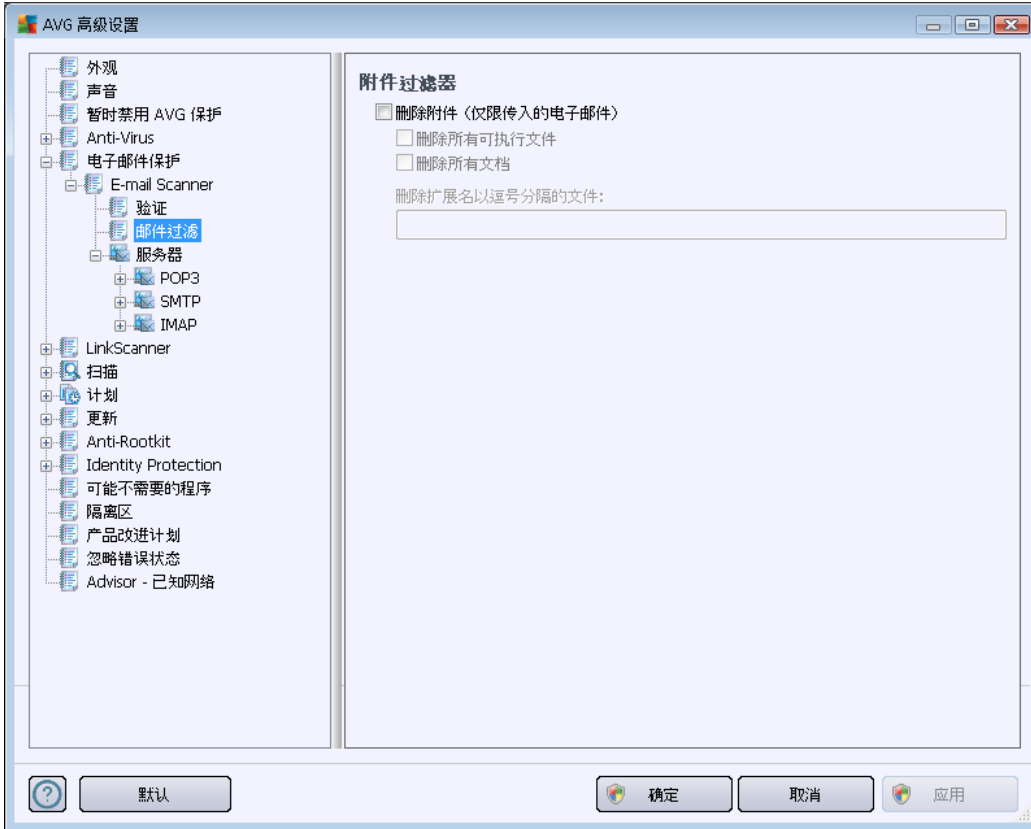 AVG 高级设置
外观
声音
暂时禁用 AVG 保护
Anti-Virus
电子邮件保护
E-mail Scanner
验证
邮件过滤
服务器
POP3
SMTP
IMAP
LinkScanner
扫描
计划
更新
Anti-Rootkit
Identity Protection
可能不需要的程序
隔离区
产品改进计划
忽略错误状态
Advisor - 已知网络
附件过滤器
删除附件（仅限传入的电子邮件）
删除所有可执行文件
删除所有文档
删除扩展名以逗号分隔的文件:
默认
确定
取消
应用